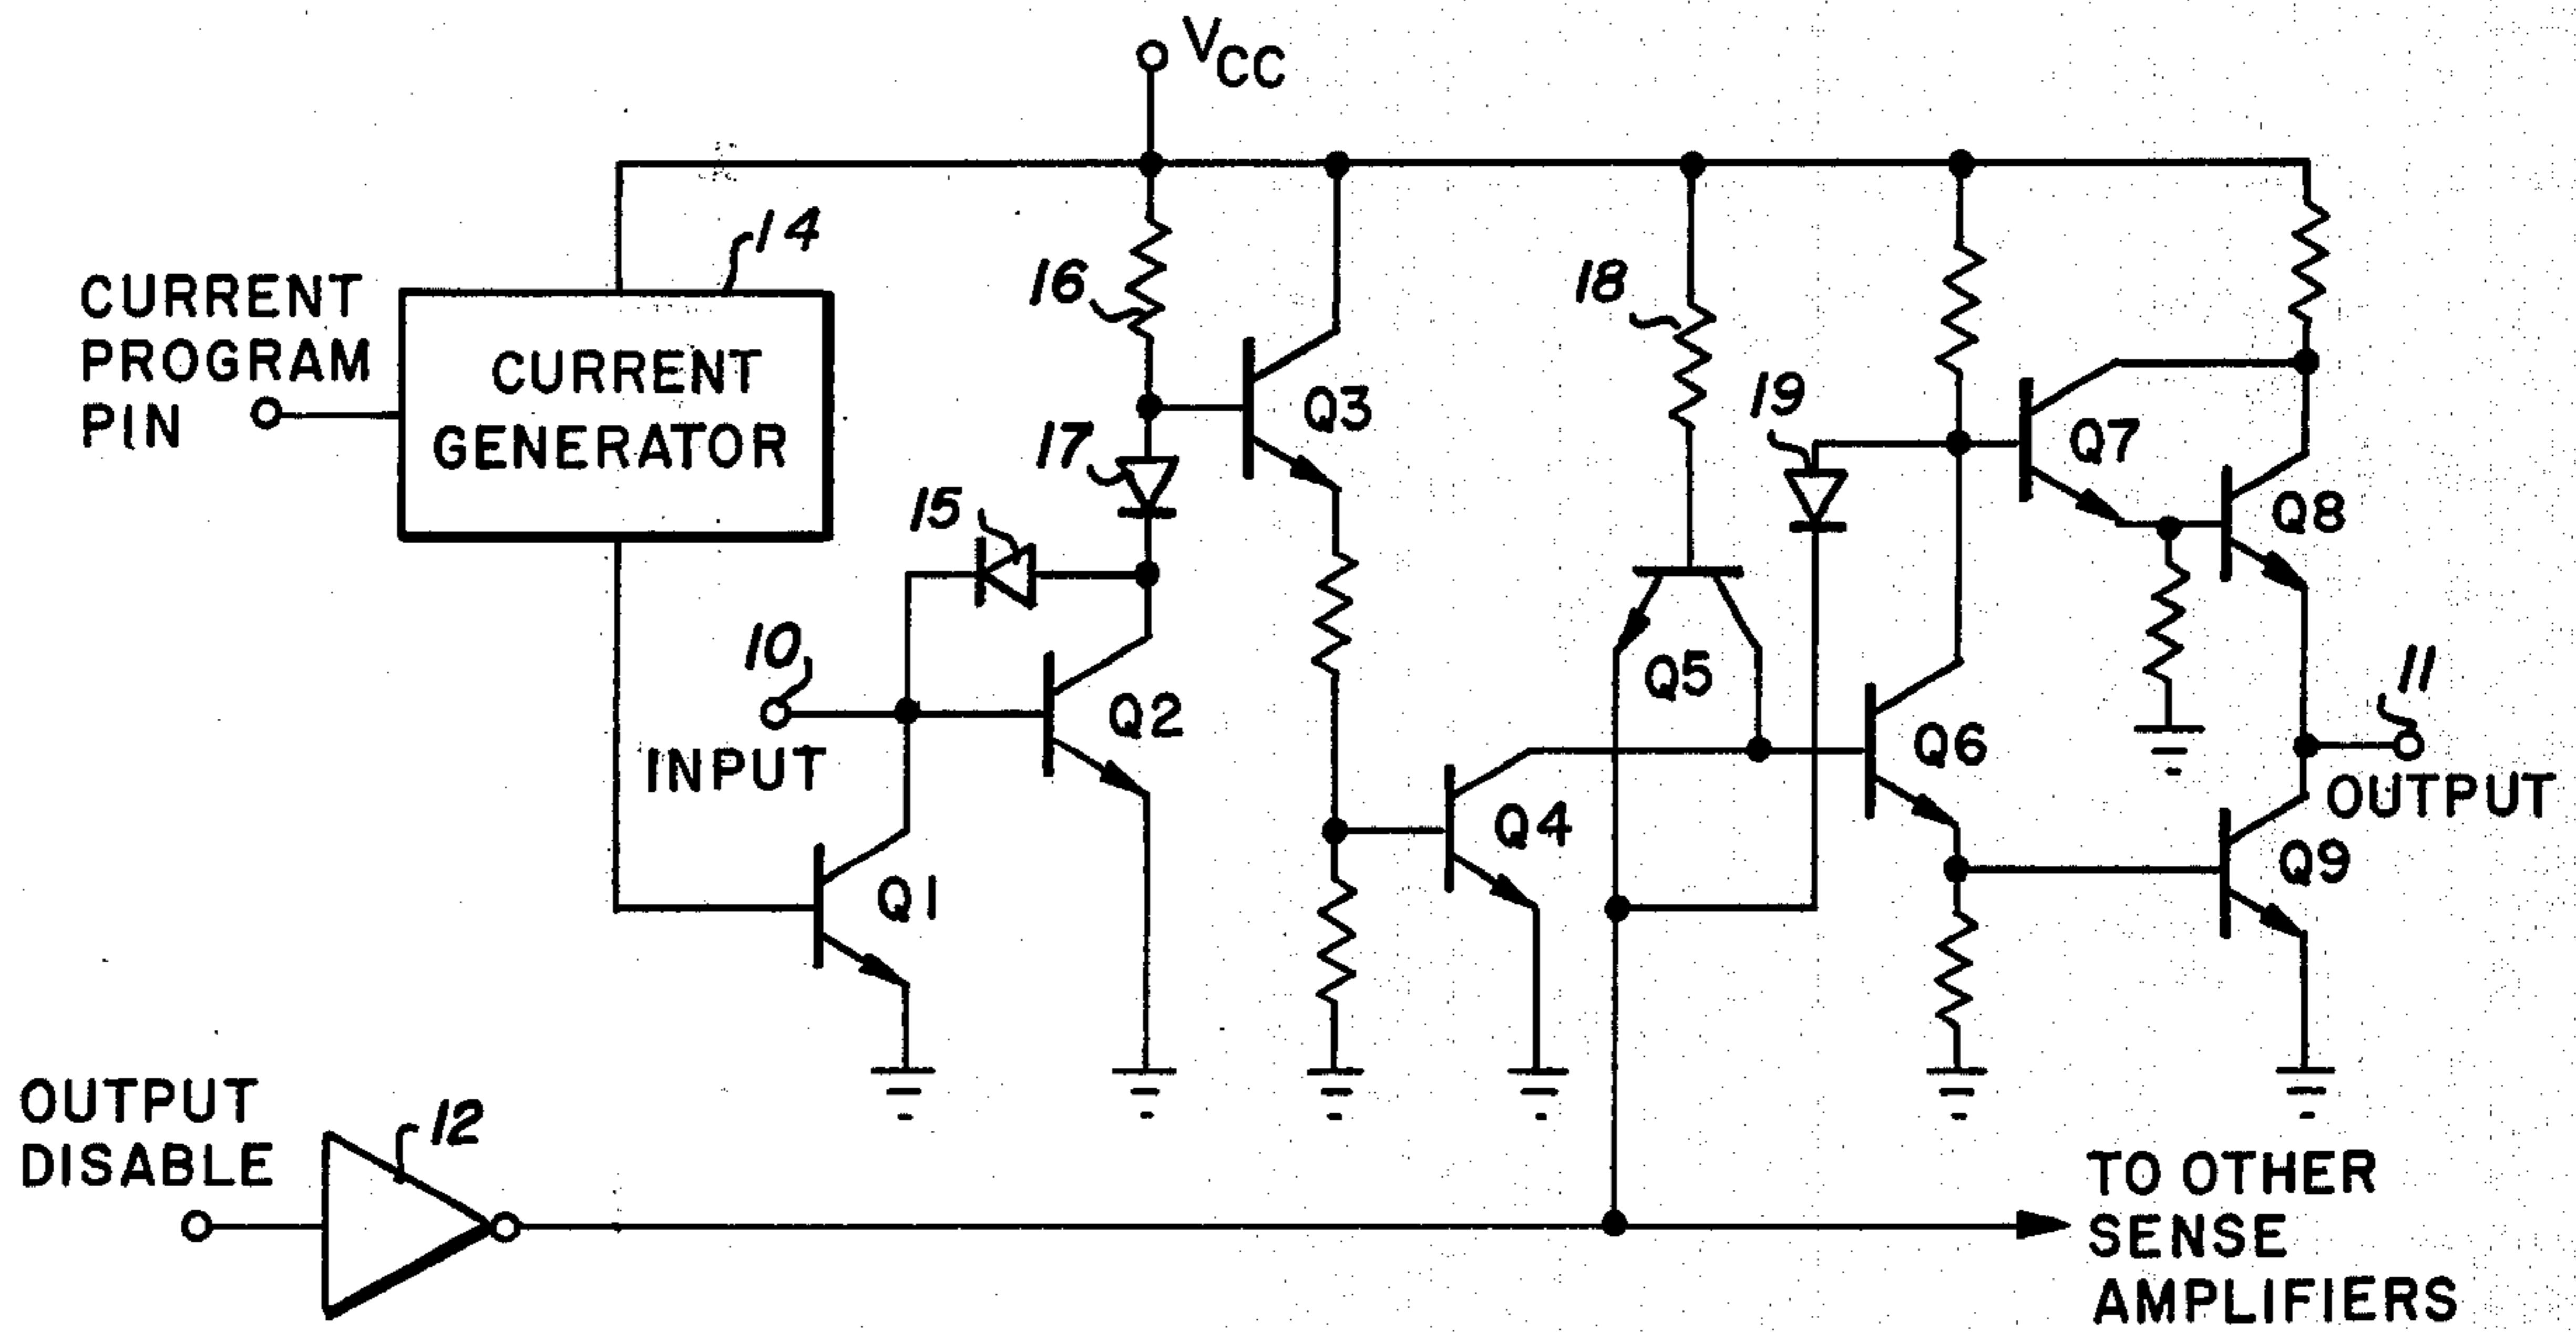 VCC
14
CURRENT
PROGRAM
PIN
CURRENT
GENERATOR
16
17
15
10
INPUT
Q1
Q2
Q3
Q4
18
19
Q5
Q6
Q7
Q8
Q9
11
OUTPUT
OUTPUT
DISABLE
12
TO OTHER
SENSE
AMPLIFIERS